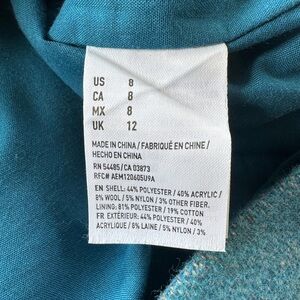 US 8
CA 8
MX 8
UK 12
MADE IN CHINA / FABRIQUÉ EN CHINE /
HECHO EN CHINA
RN 54485/CA 03873
RFC# AEM120605U9A
EN: SHELL: 44% POLYESTER / 40% ACRYLIC /
8% WOOL / 5% NYLON / 3% OTHER FIBER.
LINING: 81% POLYESTER / 19% COTTON
FR: EXTÉRIEUR: 44% POLYESTER / 40%
ACRYLIQUE / 8% LAINE / 5% NYLON / 3%